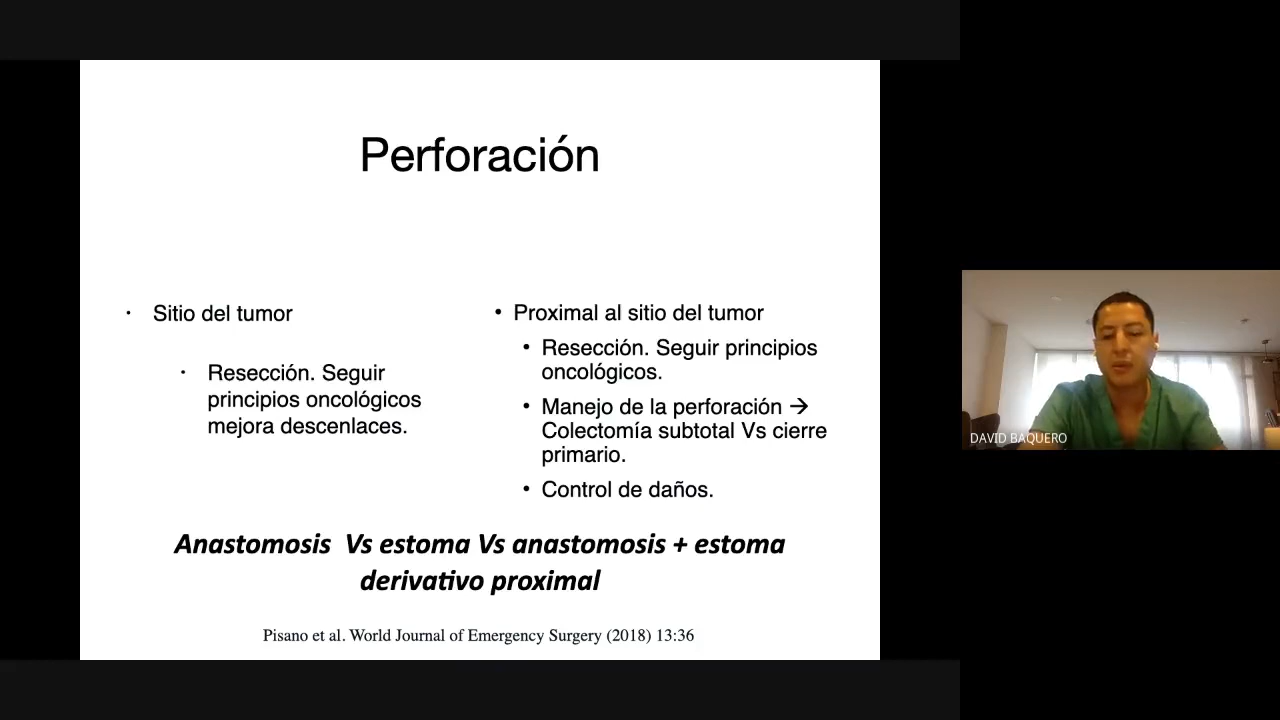 Perforación
· Sitio del tumor
· Resección. Seguir
principios oncológicos
mejora descenlaces.
• Proximal al sitio del tumor
• Resección. Seguir principios
oncológicos.
• Manejo de la perforación →
Colectomía subtotal Vs cierre
primario.
• Control de daños.
Anastomosis Vs estoma Vs anastomosis + estoma
derivativo proximal
Pisano et al. World Journal of Emergency Surgery (2018) 13:36
DAVID BAQUERO